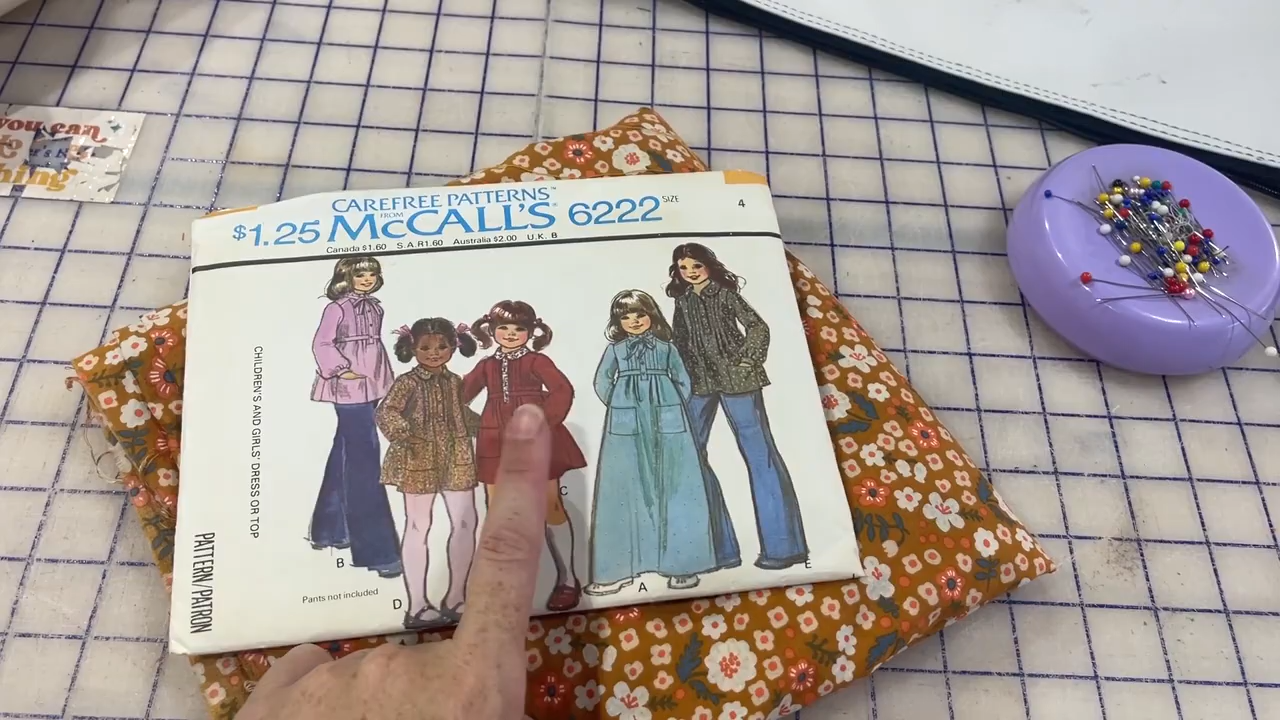 you can
thing
CAREFREE PATTERNS™
$1.25 FROM McCALL'S® 6222 SIZE 4
Canada $1.60 S.A.R1.60 Australia $2.00 U.K. B
CHILDREN'S AND GIRLS' DRESS OR TOP
PATTERN/PATRON
B
Pants not included
D
C
A
E